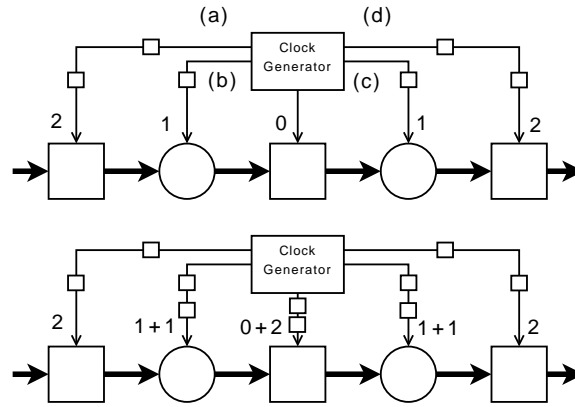 (a)
(d)
Clock
Generator
(b)
(c)
2
1
0
1
2
Clock
Generator
2
1+1
0+2
1+1
2